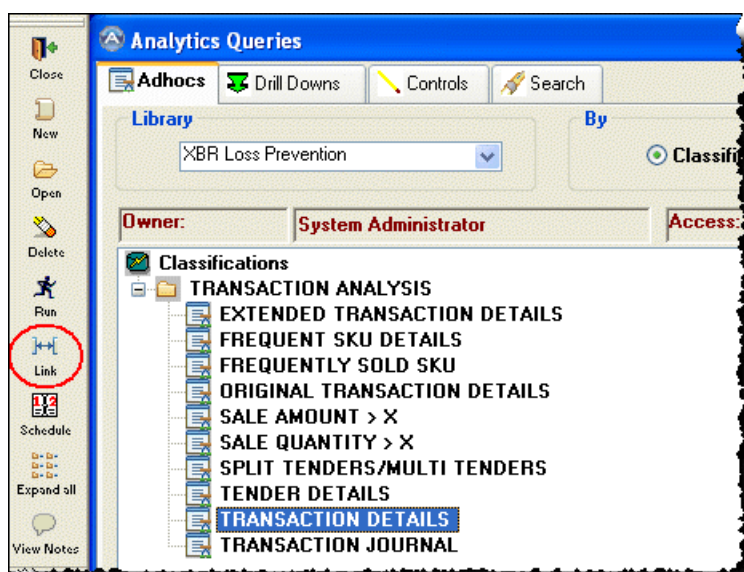 Analytics Queries
Close
New
Open
Delete
Run
Link
Schedule
Expand all
View Notes
Adhocs Drill Downs Controls Search
Library By
XBR Loss Prevention Classifi
Owner: System Administrator Access:
Classifications
TRANSACTION ANALYSIS
EXTENDED TRANSACTION DETAILS
FREQUENT SKU DETAILS
FREQUENTLY SOLD SKU
ORIGINAL TRANSACTION DETAILS
SALE AMOUNT > X
SALE QUANTITY > X
SPLIT TENDERS/MULTI TENDERS
TENDER DETAILS
TRANSACTION DETAILS
TRANSACTION JOURNAL